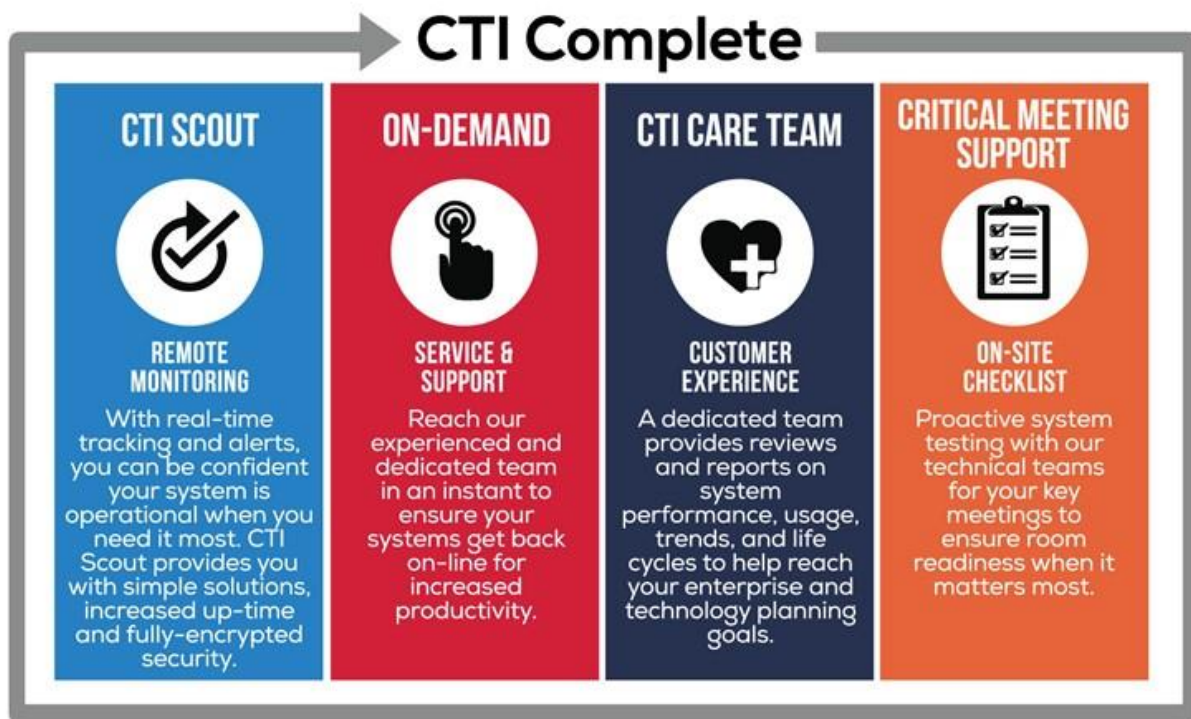 CTI Complete
CTI SCOUT
REMOTE
MONITORING
With real-time
tracking and alerts,
you can be confident
your system is
operational when you
need it most. CTI
Scout provides you
with simple solutions,
increased up-time
and fully-encrypted
security.
ON-DEMAND
SERVICE &
SUPPORT
Reach our
experienced and
dedicated team
in an instant to
ensure your
systems get back
on-line for
increased
productivity.
CTI CARE TEAM
CUSTOMER
EXPERIENCE
A dedicated team
provides reviews
and reports on
system
performance, usage,
trends, and life
cycles to help reach
your enterprise and
technology planning
goals.
CRITICAL MEETING
SUPPORT
ON-SITE
CHECKLIST
Proactive system
testing with our
technical teams
for your key
meetings to
ensure room
readiness when it
matters most.